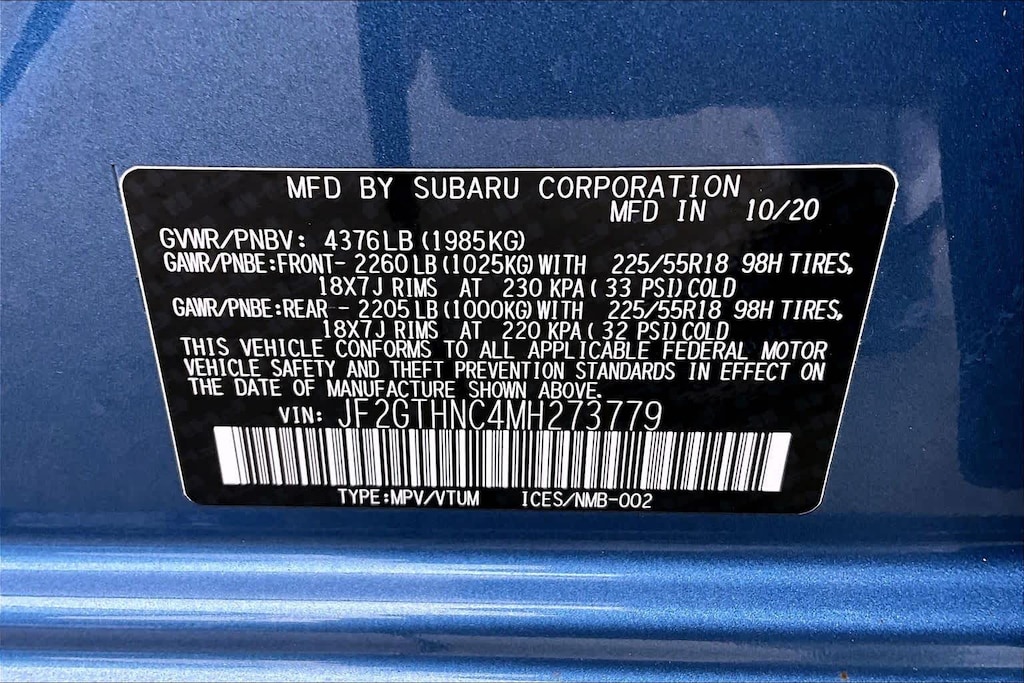 MFD BY SUBARU CORPORATION
MFD IN 10/20
GVWR/PNBV: 4376LB (1985KG)
GAWR/PNBE:FRONT- 2260 LB (1025KG) WITH 225/55R18 98H TIRES,
18X7J RIMS AT 230 KPA ( 33 PSI) COLD
GAWR/PNBE:REAR - 2205 LB (1000KG) WITH 225/55R18 98H TIRES,
18X7J RIMS AT 220 KPA ( 32 PSI) COLD
THIS VEHICLE CONFORMS TO ALL APPLICABLE FEDERAL MOTOR
VEHICLE SAFETY AND THEFT PREVENTION STANDARDS IN EFFECT ON
THE DATE OF MANUFACTURE SHOWN ABOVE.
VIN: JF2GTHNC4MH273779
TYPE:MPV/VTUM ICES/NMB-002